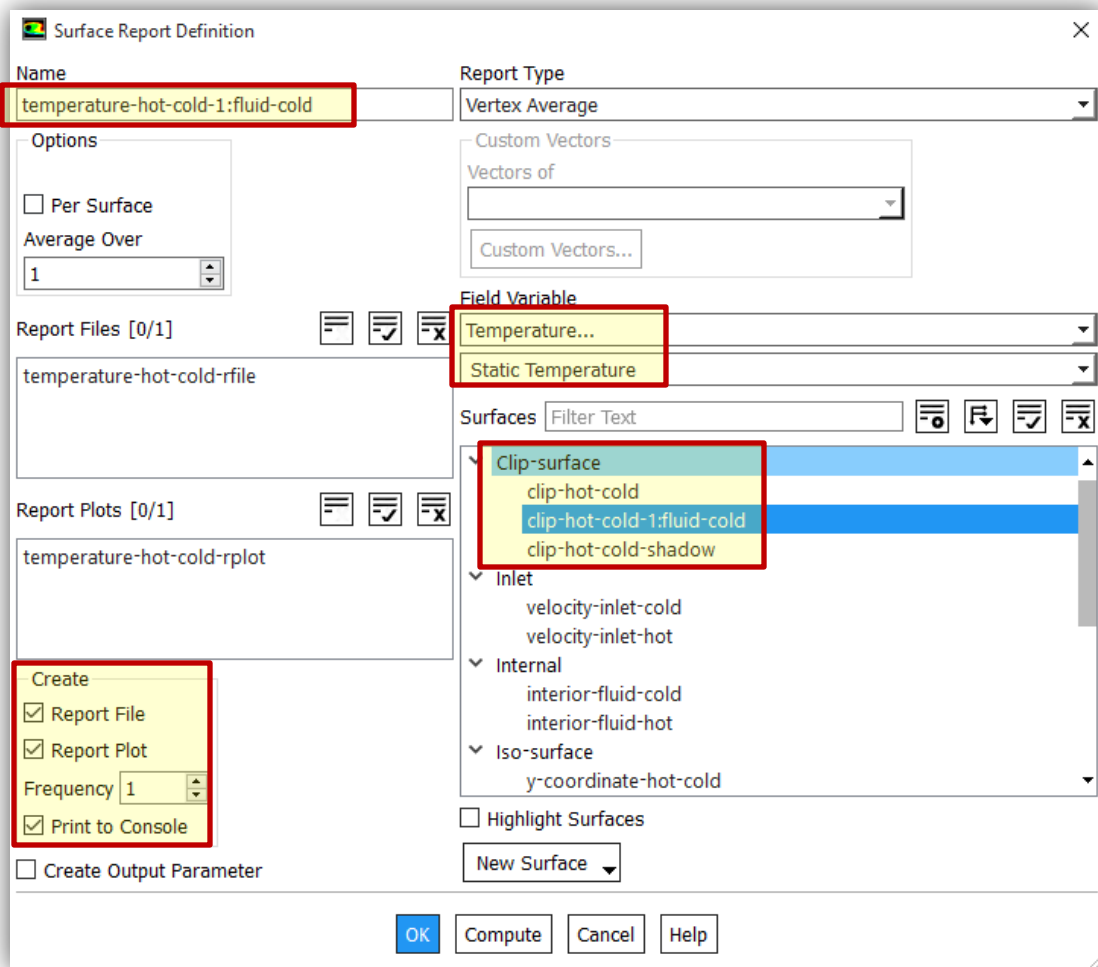 Surface Report Definition
Name
temperature-hot-cold-1:fluid-cold
Options
Per Surface
Average Over
1
Report Files [0/1]
temperature-hot-cold-rfile
Report Plots [0/1]
temperature-hot-cold-rplot
Create
Report File
Report Plot
Frequency 1
Print to Console
Create Output Parameter
Report Type
Vertex Average
Custom Vectors
Vectors of
Custom Vectors...
Field Variable
Temperature...
Static Temperature
Surfaces Filter Text
Clip-surface
clip-hot-cold
clip-hot-cold-1:fluid-cold
clip-hot-cold-shadow
Inlet
velocity-inlet-cold
velocity-inlet-hot
Internal
interior-fluid-cold
interior-fluid-hot
Iso-surface
y-coordinate-hot-cold
Highlight Surfaces
New Surface
OK Compute Cancel Help